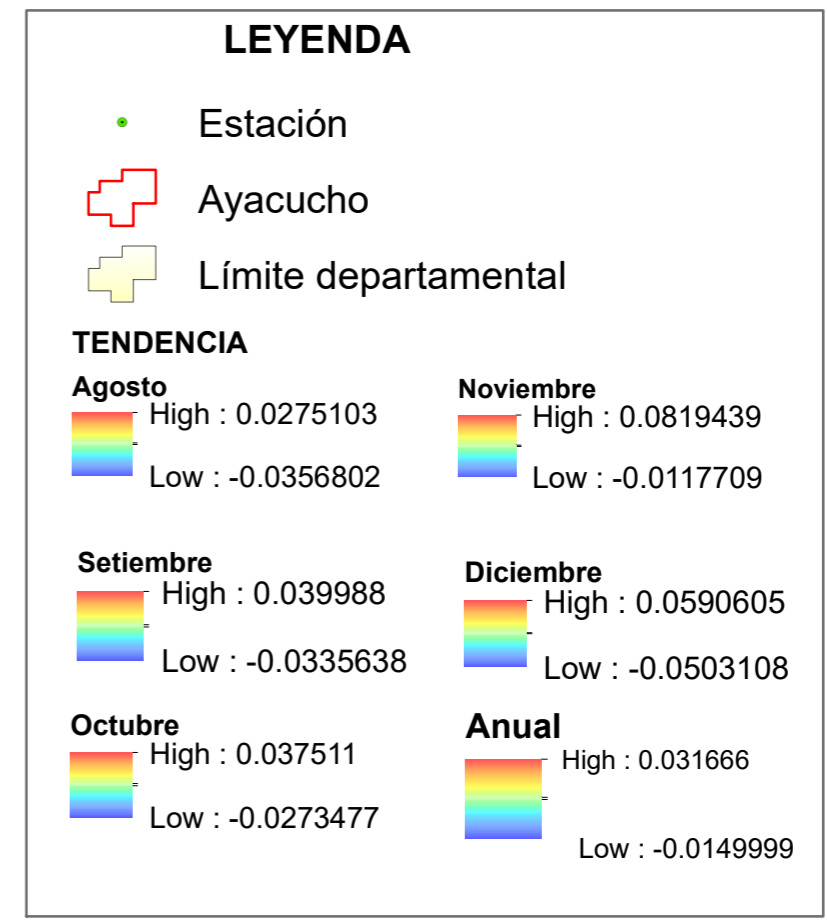 LEYENDA
Estación
Ayacucho
Límite departamental
TENDENCIA
Agosto
High : 0.0275103
Low : -0.0356802
Setiembre
High : 0.039988
Low : -0.0335638
Octubre
High : 0.037511
Low : -0.0273477
Noviembre
High : 0.0819439
Low : -0.0117709
Diciembre
High : 0.0590605
Low : -0.0503108
Anual
High : 0.031666
Low : -0.0149999